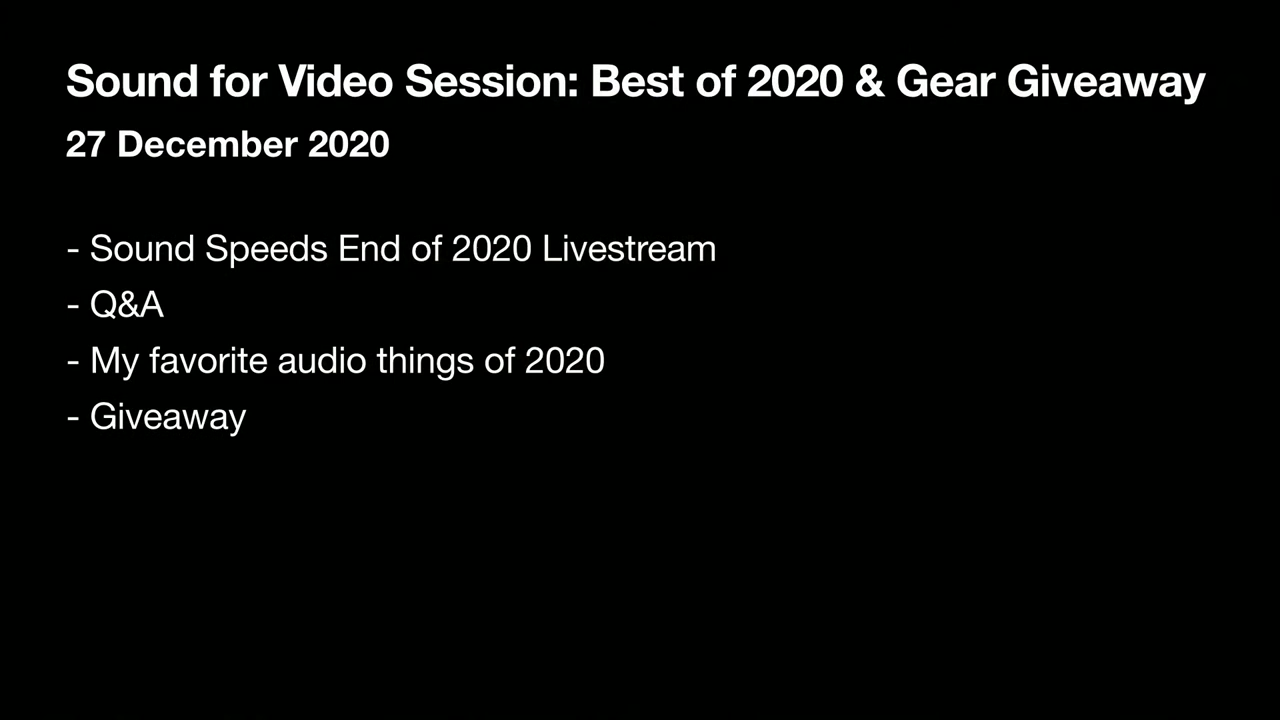 Sound for Video Session: Best of 2020 & Gear Giveaway
27 December 2020
- Sound Speeds End of 2020 Livestream
- Q&A
- My favorite audio things of 2020
- Giveaway